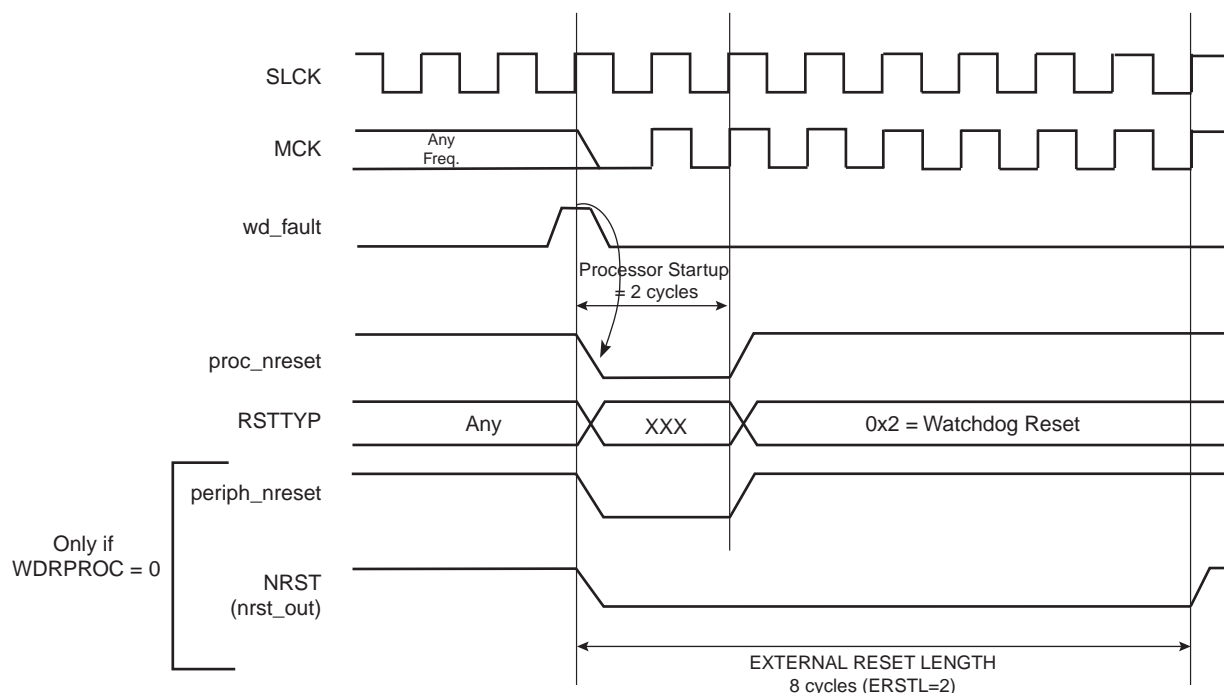 SLCK
MCK
Any
Freq.
wd_fault
Processor Startup
= 2 cycles
proc_nreset
RSTTYP
Any
XXX
0x2 = Watchdog Reset
periph_nreset
Only if
WDRPROC = 0
NRST
(nrst_out)
EXTERNAL RESET LENGTH
8 cycles (ERSTL=2)